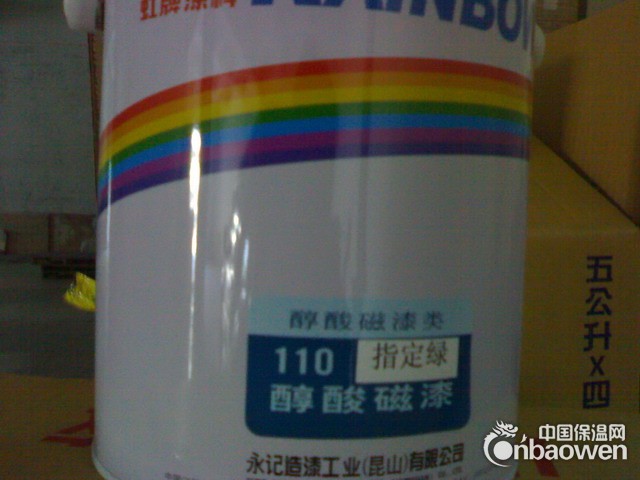 虹牌漆料 RAINBOW
醇酸磁漆类
110 指定绿
醇酸磁漆
永记造漆工业(昆山)有限公司
五公升x四
中国保温网
Onbaowen